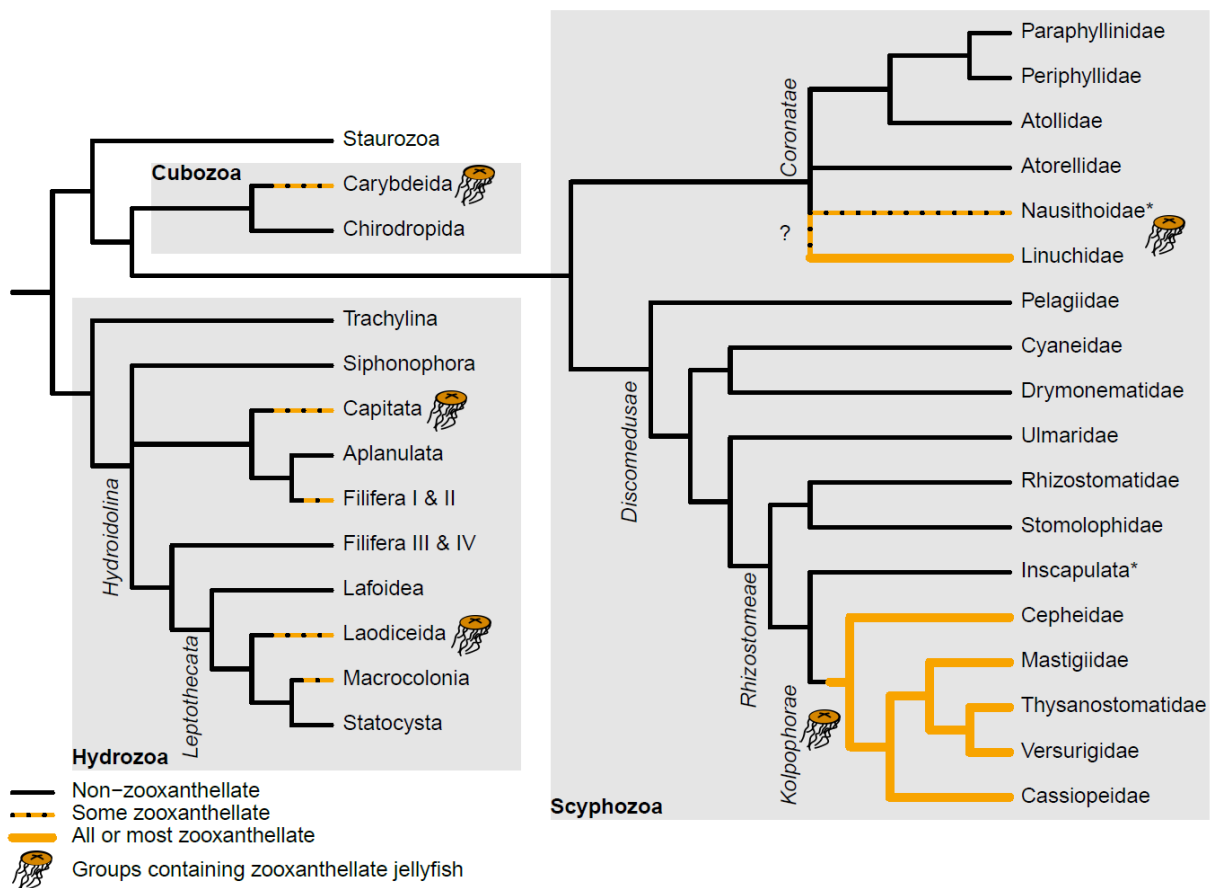 Staurozoa
Cubozoa
Carybdeida
Chirodropida
Hydrozoa
Trachylina
Siphonophora
Capitata
Aplanulata
Filifera I & II
Filifera III & IV
Lafoidea
Laodiceida
Macrocolonia
Statocysta
Hydroidolina
Leptothecata
Scyphozoa
Coronatae
Paraphyllinidae
Periphyllidae
Atollidae
Atorellidae
Nausithoidae*
?
Linuchidae
Discomedusae
Pelagiidae
Cyaneidae
Drymonematidae
Ulmaridae
Rhizostomeae
Rhizostomatidae
Stomolophidae
Inscapulata*
Kolpophorae
Cepheidae
Mastigiidae
Thysanostomatidae
Versurigidae
Cassiopeidae
Non−zooxanthellate
Some zooxanthellate
All or most zooxanthellate
Groups containing zooxanthellate jellyfish